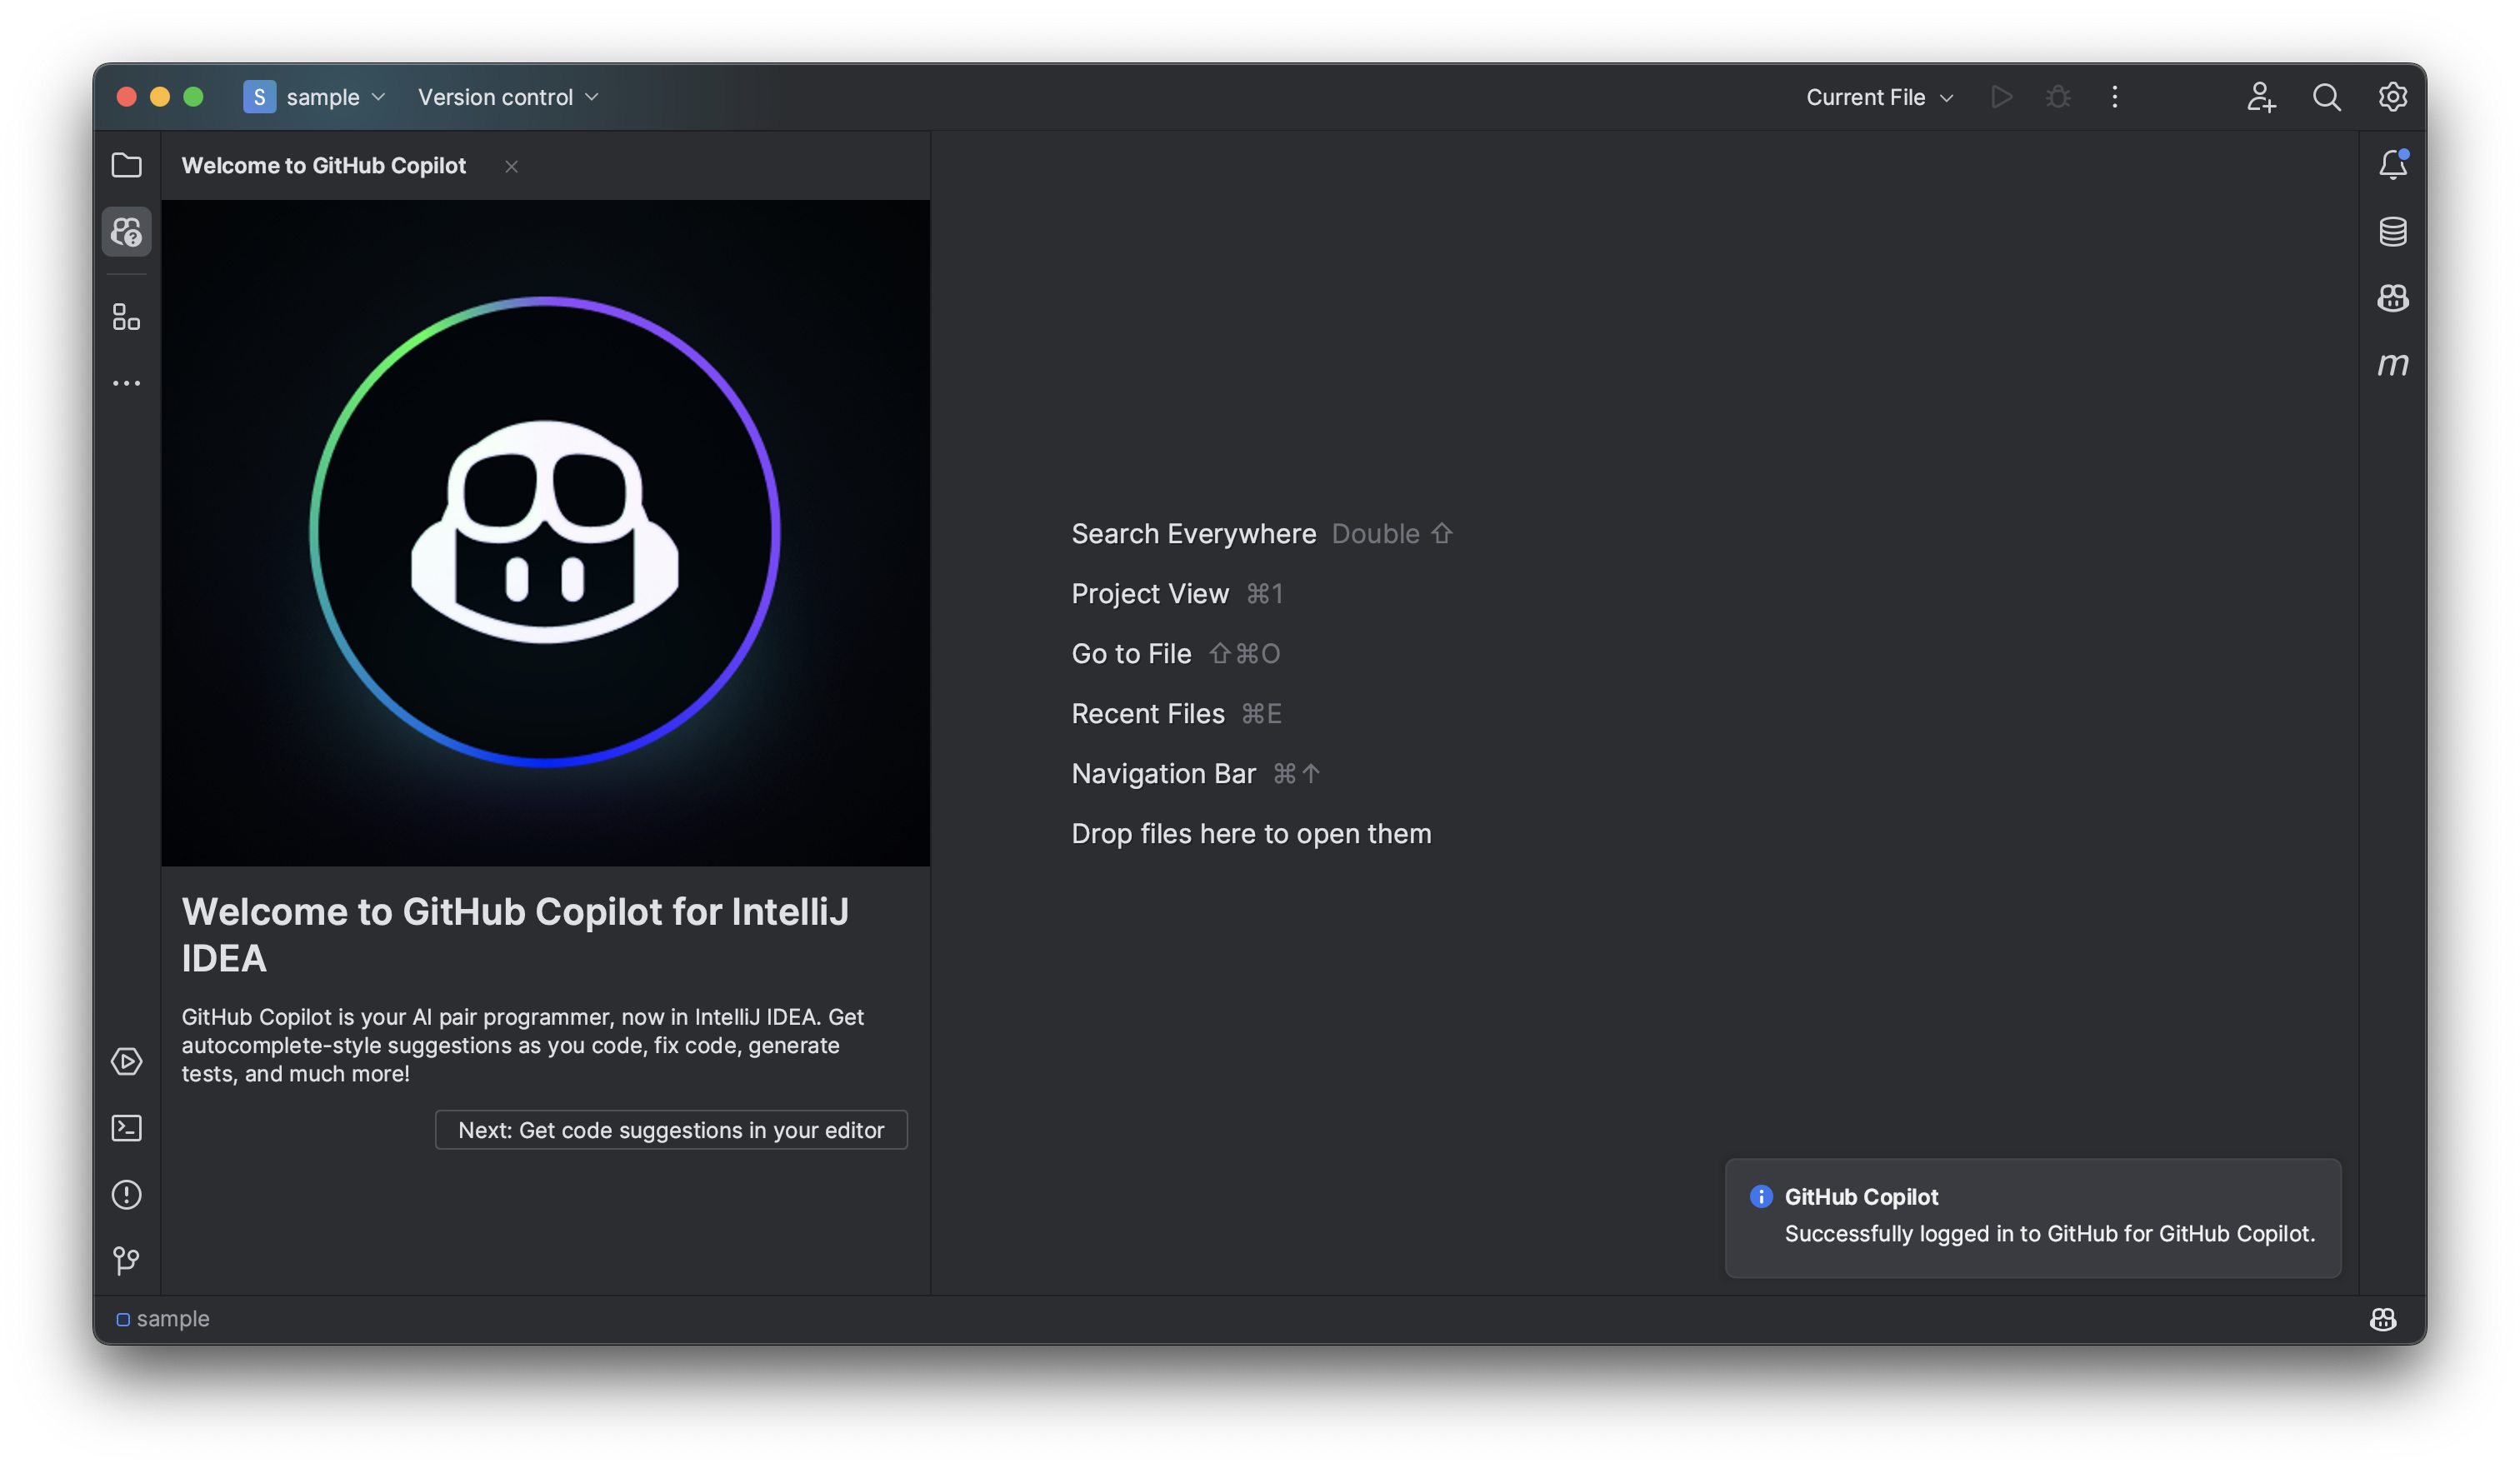 S sample Version control Current File
Welcome to GitHub Copilot
m
Search Everywhere Double ⇧
Project View ⌘1
Go to File ⇧⌘O
Recent Files ⌘E
Navigation Bar ⌘↑
Drop files here to open them
Welcome to GitHub Copilot for IntelliJ
IDEA
GitHub Copilot is your AI pair programmer, now in IntelliJ IDEA. Get
autocomplete-style suggestions as you code, fix code, generate
tests, and much more!
Next: Get code suggestions in your editor
GitHub Copilot
Successfully logged in to GitHub for GitHub Copilot.
sample